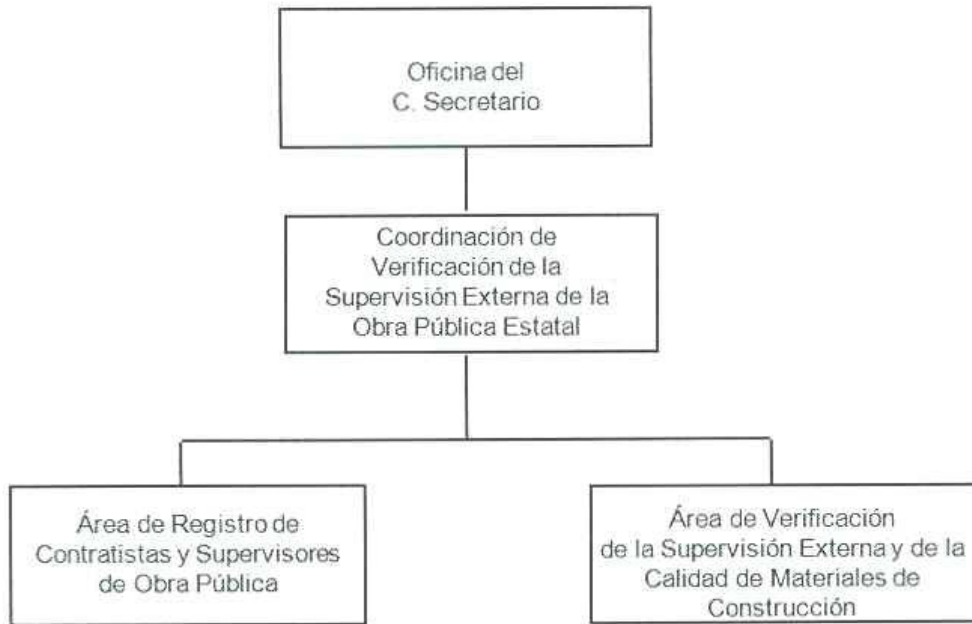 Oficina del
C. Secretario
Coordinación de
Verificación de la
Supervisión Externa de la
Obra Pública Estatal
Área de Registro de
Contratistas y Supervisores
de Obra Pública
Área de Verificación
de la Supervisión Externa y de la
Calidad de Materiales de
Construcción